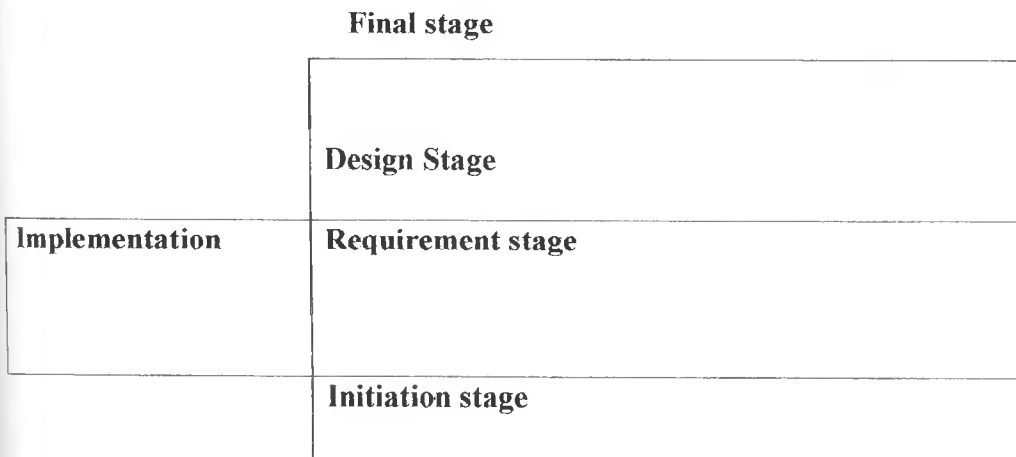 Final stage
Design Stage
Implementation
Requirement stage
Initiation stage